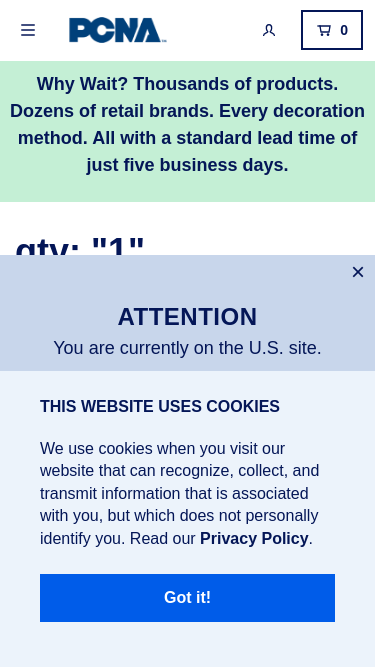 PCNA
0
Why Wait? Thousands of products.
Dozens of retail brands. Every decoration
method. All with a standard lead time of
just five business days.
qty: "1"
×
ATTENTION
You are currently on the U.S. site.
THIS WEBSITE USES COOKIES
We use cookies when you visit our
website that can recognize, collect, and
transmit information that is associated
with you, but which does not personally
identify you. Read our Privacy Policy.
Got it!